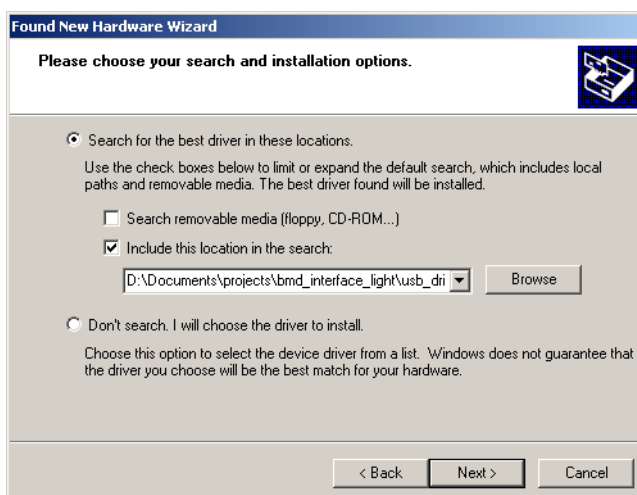 Found New Hardware Wizard
Please choose your search and installation options.
Search for the best driver in these locations.
Use the check boxes below to limit or expand the default search, which includes local
paths and removable media. The best driver found will be installed.
Search removable media (floppy, CD-ROM...)
Include this location in the search:
D:\Documents\projects\bmd_interface_light\usb_dri
Browse
Don't search. I will choose the driver to install.
Choose this option to select the device driver from a list. Windows does not guarantee that
the driver you choose will be the best match for your hardware.
< Back
Next >
Cancel